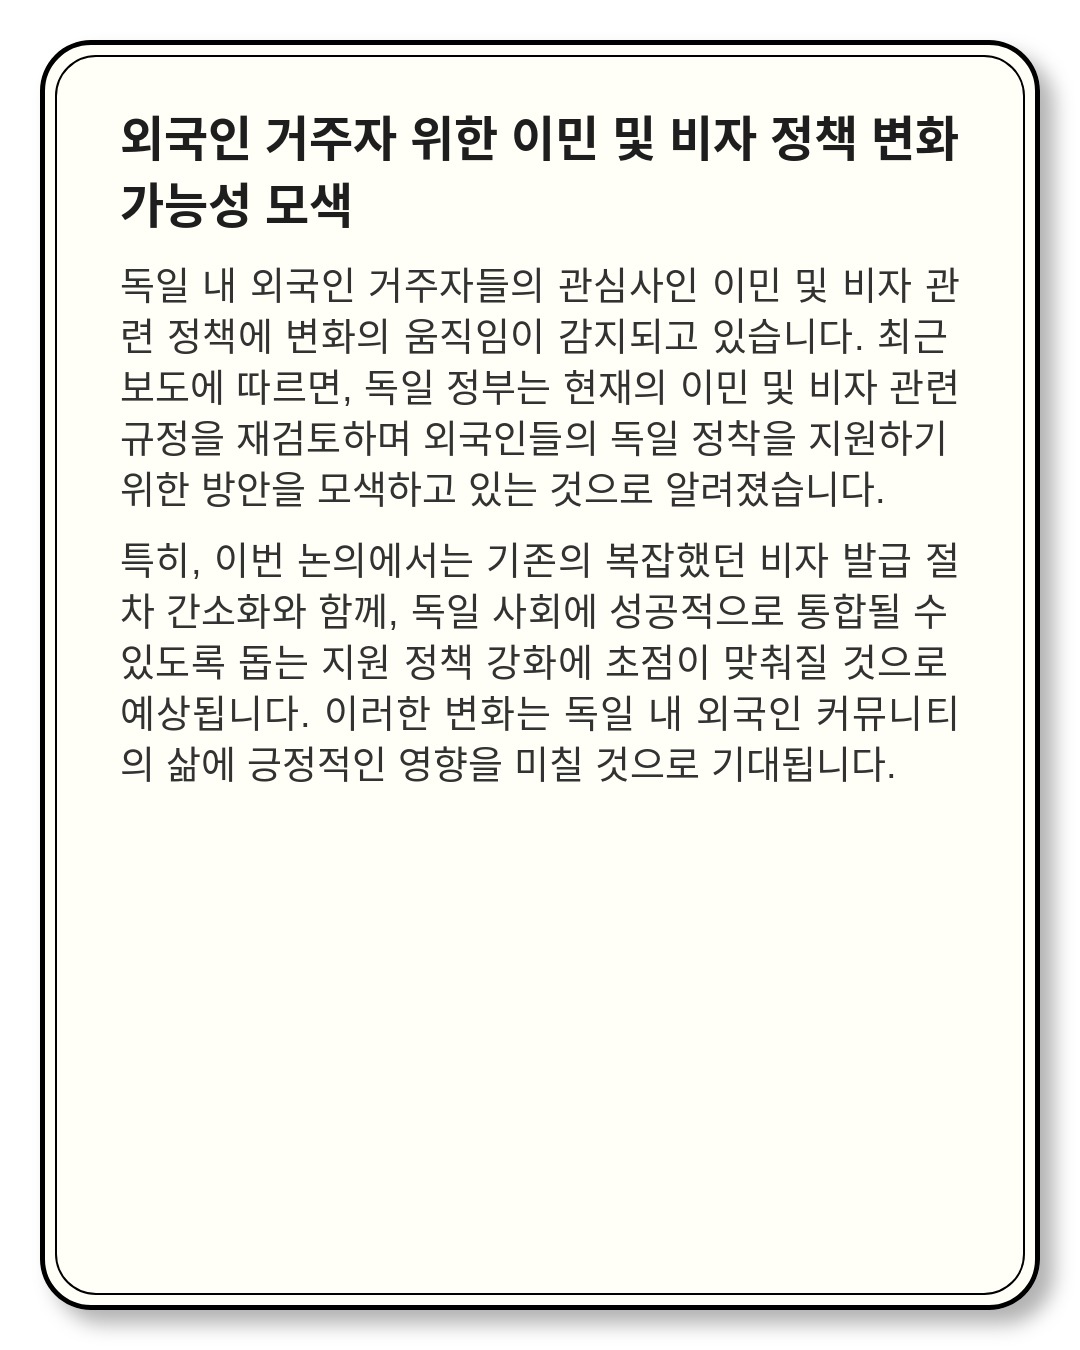 외국인 거주자 위한 이민 및 비자 정책 변화
가능성 모색
독일 내 외국인 거주자들의 관심사인 이민 및 비자 관
련 정책에 변화의 움직임이 감지되고 있습니다. 최근
보도에 따르면, 독일 정부는 현재의 이민 및 비자 관련
규정을 재검토하며 외국인들의 독일 정착을 지원하기
위한 방안을 모색하고 있는 것으로 알려졌습니다.
특히, 이번 논의에서는 기존의 복잡했던 비자 발급 절
차 간소화와 함께, 독일 사회에 성공적으로 통합될 수
있도록 돕는 지원 정책 강화에 초점이 맞춰질 것으로
예상됩니다. 이러한 변화는 독일 내 외국인 커뮤니티
의 삶에 긍정적인 영향을 미칠 것으로 기대됩니다.